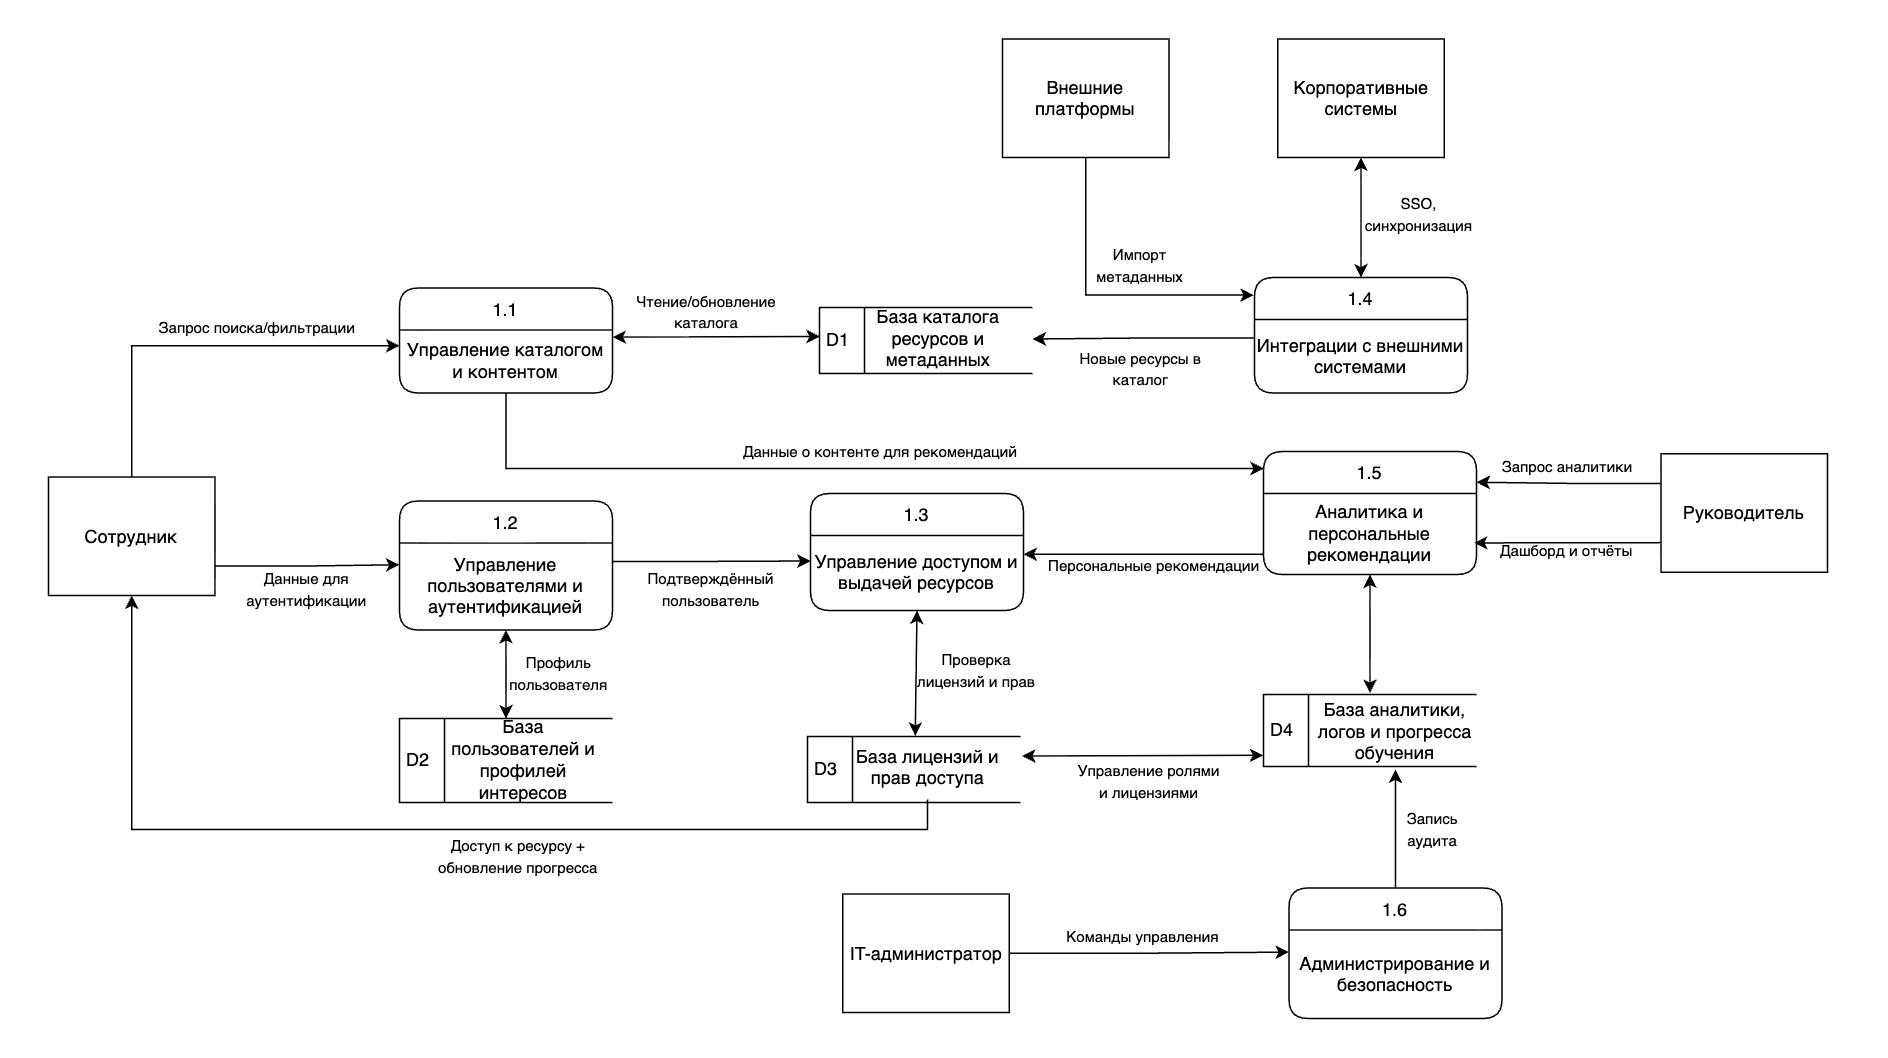 Внешние
платформы
Корпоративные
системы
SSO,
синхронизация
Импорт
метаданных
1.4
Интеграции с внешними
системами
Запрос поиска/фильтрации
1.1
Управление каталогом
и контентом
Чтение/обновление
каталога
D1
База каталога
ресурсов и
метаданных
Новые ресурсы в
каталог
Данные о контенте для рекомендаций
Сотрудник
Данные для
аутентификации
1.2
Управление
пользователями и
аутентификацией
Подтверждённый
пользователь
1.3
Управление доступом и
выдачей ресурсов
Персональные рекомендации
1.5
Аналитика и
персональные
рекомендации
Запрос аналитики
Дашборд и отчёты
Руководитель
Профиль
пользователя
D2
База
пользователей и
профилей
интересов
Проверка
лицензий и прав
D3
База лицензий и
прав доступа
Управление ролями
и лицензиями
D4
База аналитики,
логов и прогресса
обучения
Доступ к ресурсу +
обновление прогресса
Запись
аудита
IT-администратор
Команды управления
1.6
Администрирование и
безопасность